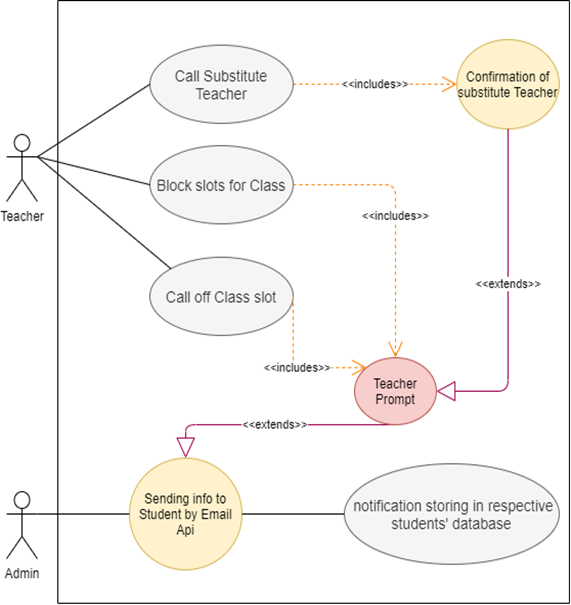 Call Substitute
Teacher
<<includes>>
Confirmation of
substitute Teacher
Teacher
Block slots for Class
<<includes>>
<<extends>>
Call off Class slot
<<includes>>
Teacher
Prompt
<<extends>>
Sending info to
Student by Email
Api
notification storing in respective
students' database
Admin